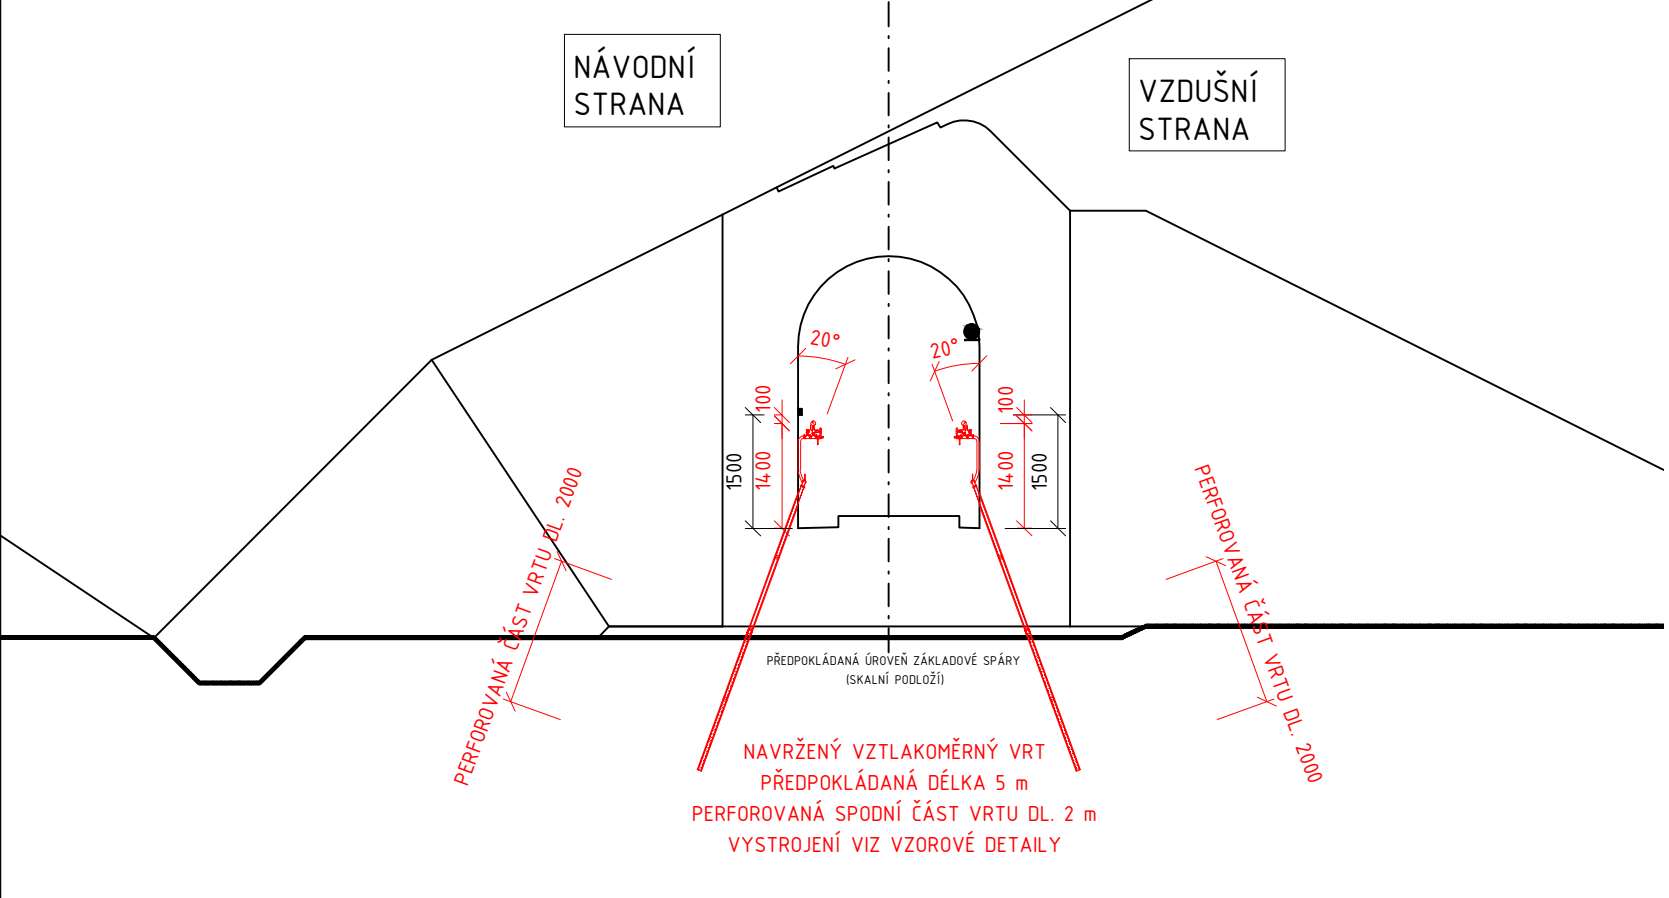 NÁVODNÍ
STRANA
VZDUŠNÍ
STRANA
20°
20°
100
100
1500
1400
1400
1500
PERFOROVANÁ ČÁST VRTU DL. 2000
PERFOROVANÁ ČÁST VRTU DL. 2000
PŘEDPOKLÁDANÁ ÚROVEŇ ZÁKLADOVÉ SPÁRY
(SKALNÍ PODLOŽÍ)
NAVRŽENÝ VZTLAKOMĚRNÝ VRT
PŘEDPOKLÁDANÁ DÉLKA 5 m
PERFOROVANÁ SPODNÍ ČÁST VRTU DL. 2 m
VYSTROJENÍ VIZ VZOROVÉ DETAILY